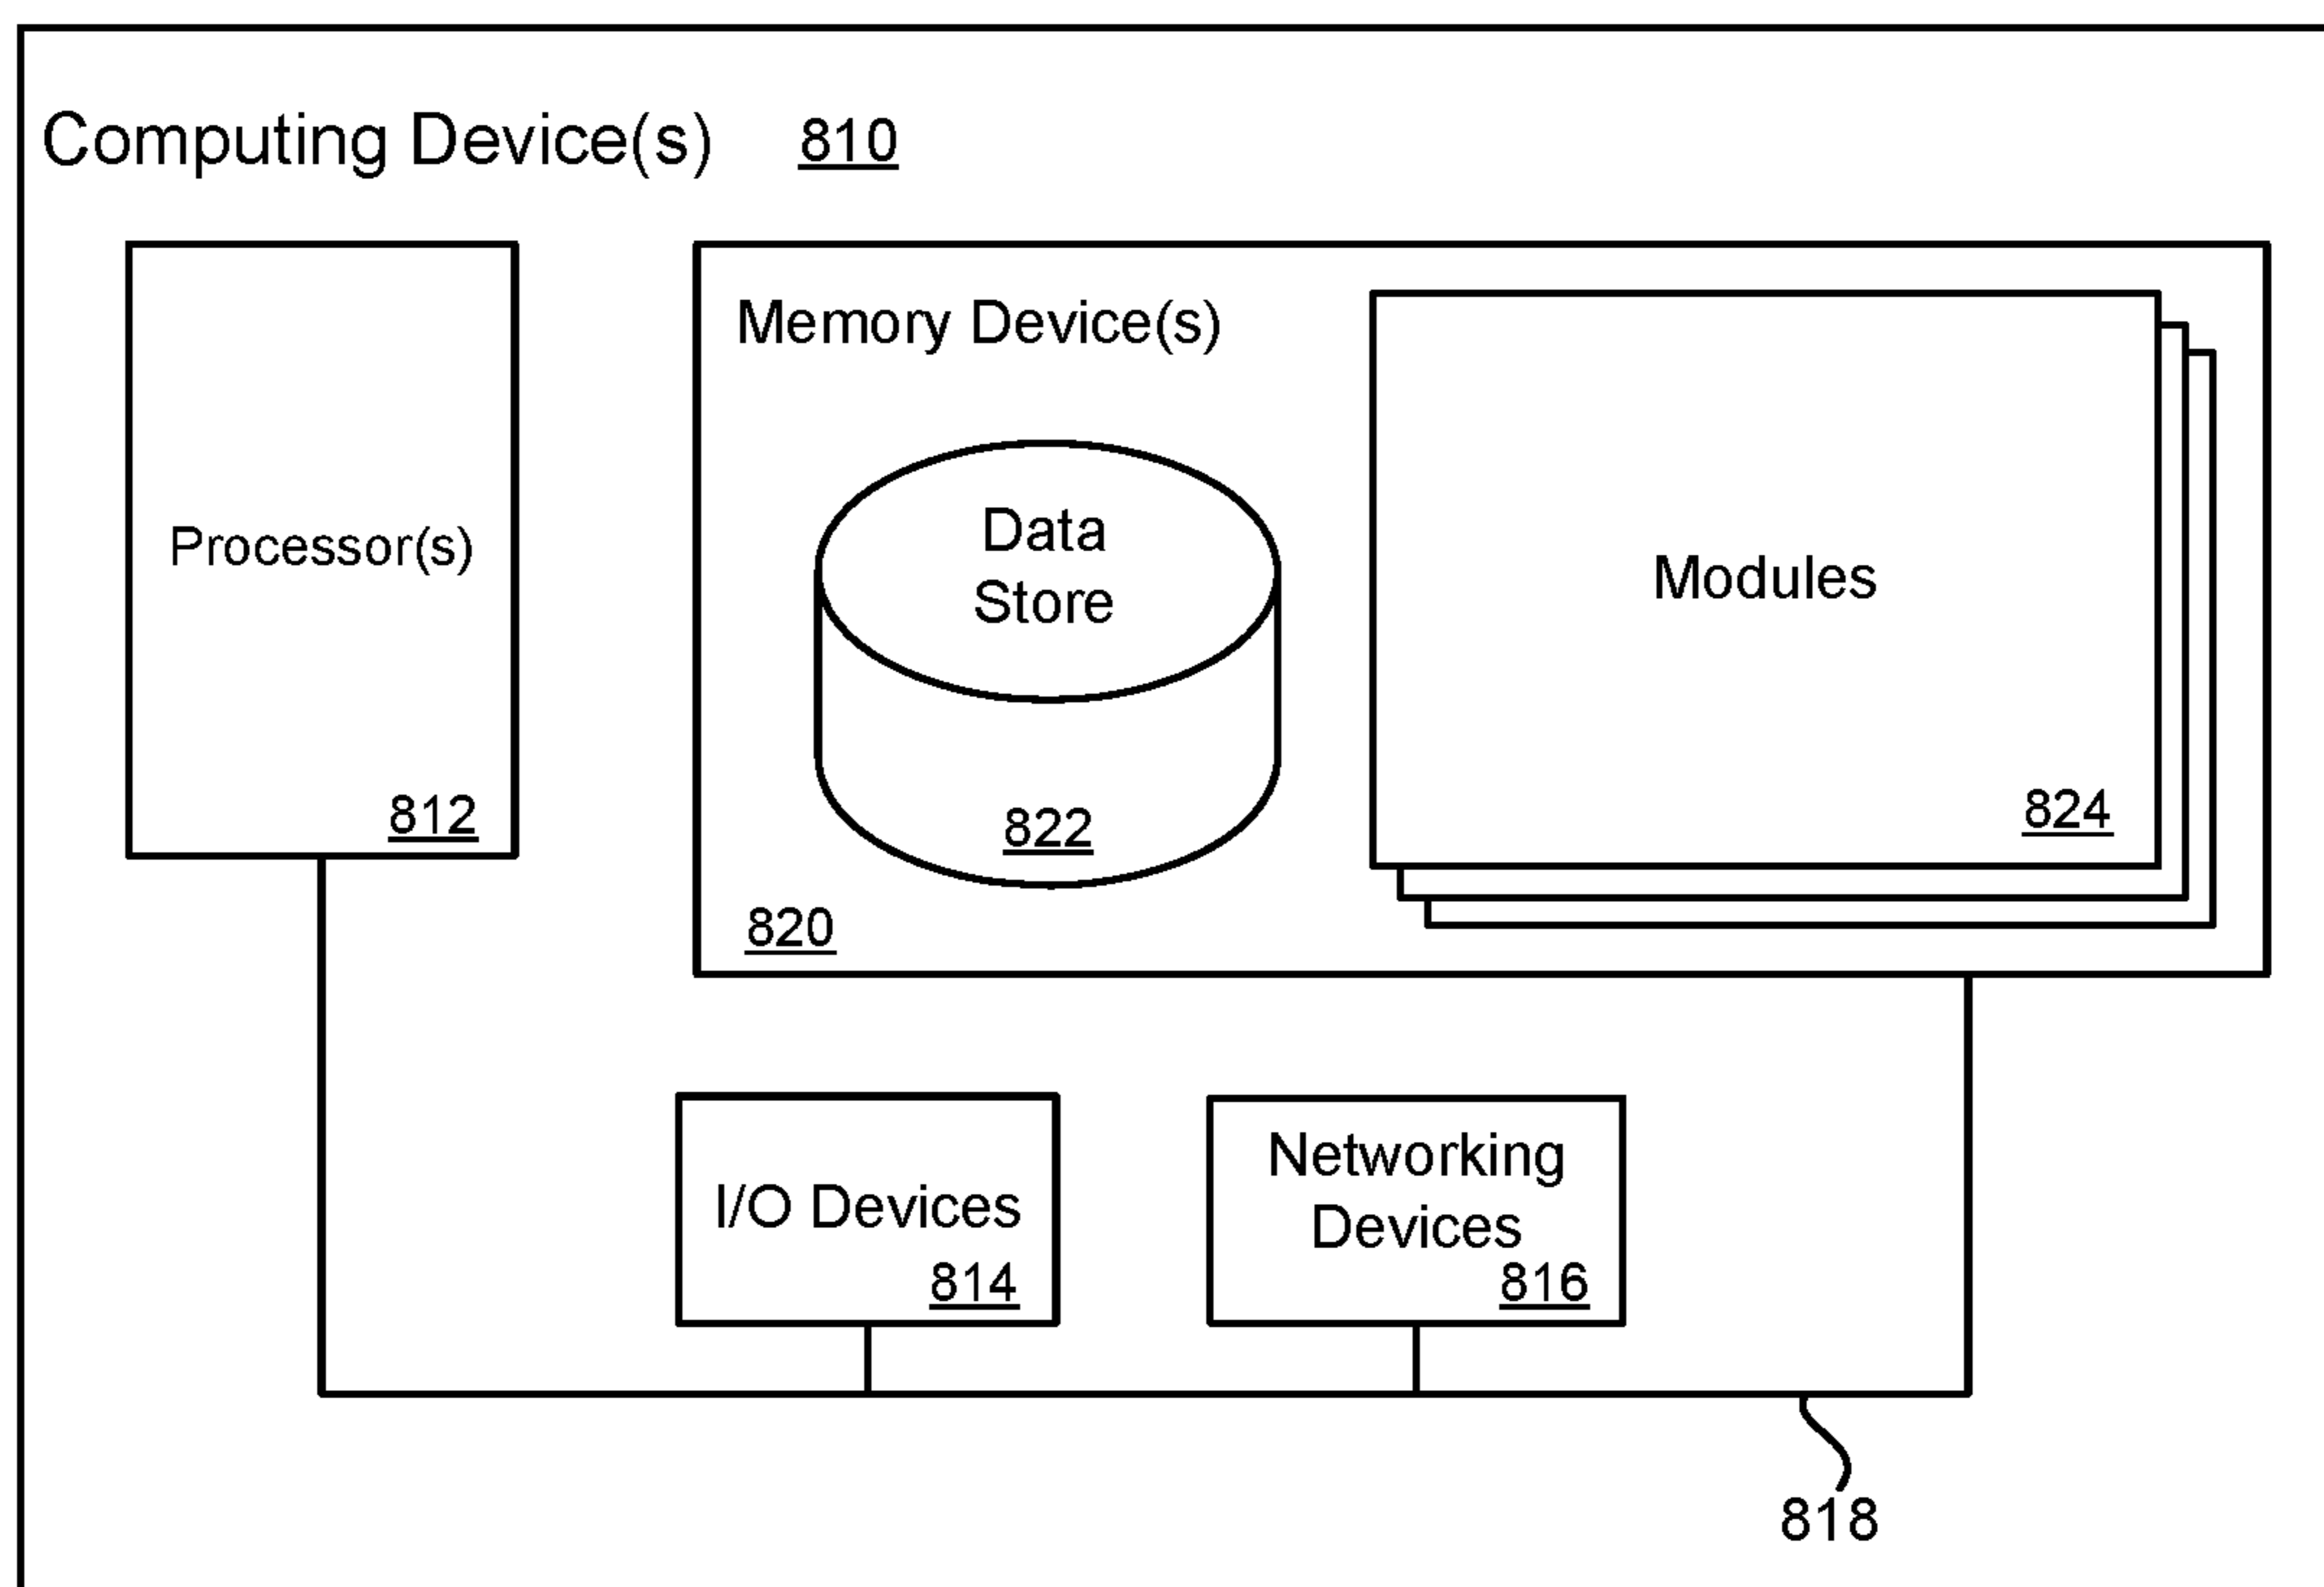 Computing Device(s) 810
Processor(s)
812
Memory Device(s)
Data
Store
822
820
Modules
824
I/O Devices
814
Networking
Devices
816
818